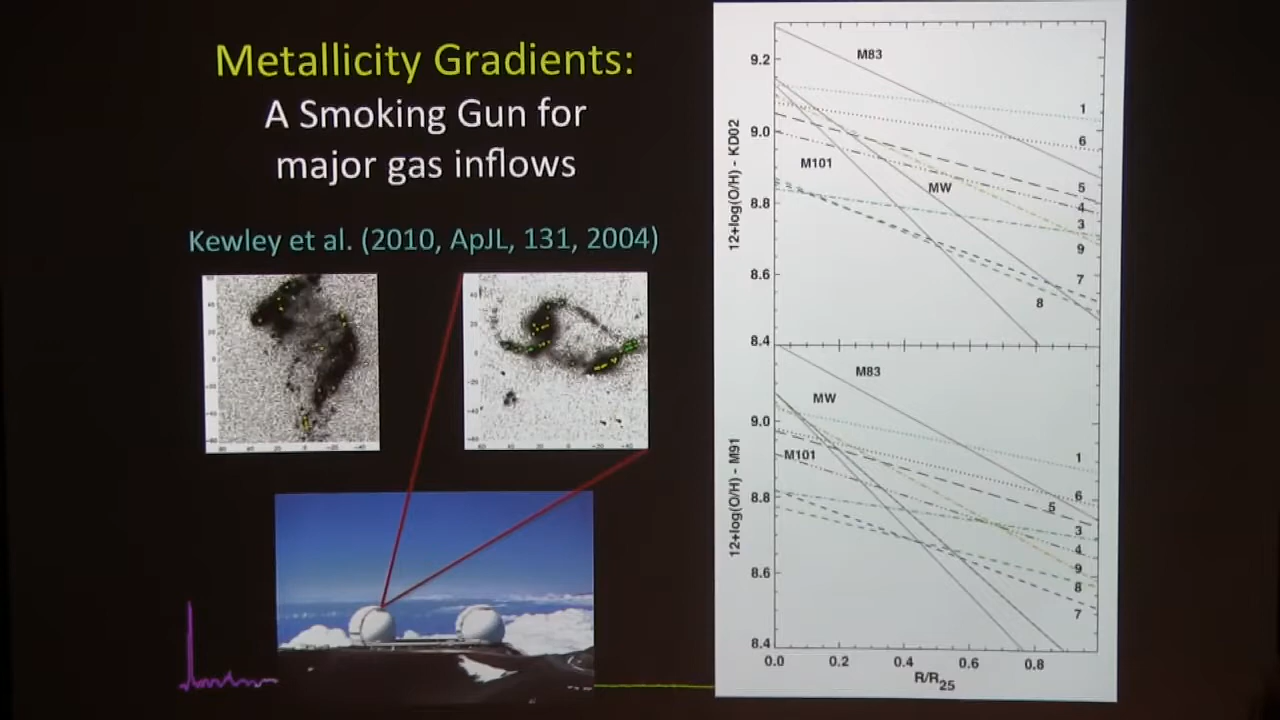 Metallicity Gradients:
A Smoking Gun for
major gas inflows
Kewley et al. (2010, ApJL, 131, 2004)
12+log(O/H) - KD02
9.2
9.0
8.8
8.6
8.4
M83
M101
MW
1
6
5
4
3
9
7
8
12+log(O/H) - M91
9.0
8.8
8.6
8.4
M83
MW
M101
1
6
5
3
4
9
8
7
0.0 0.2 0.4 0.6 0.8
R/R25